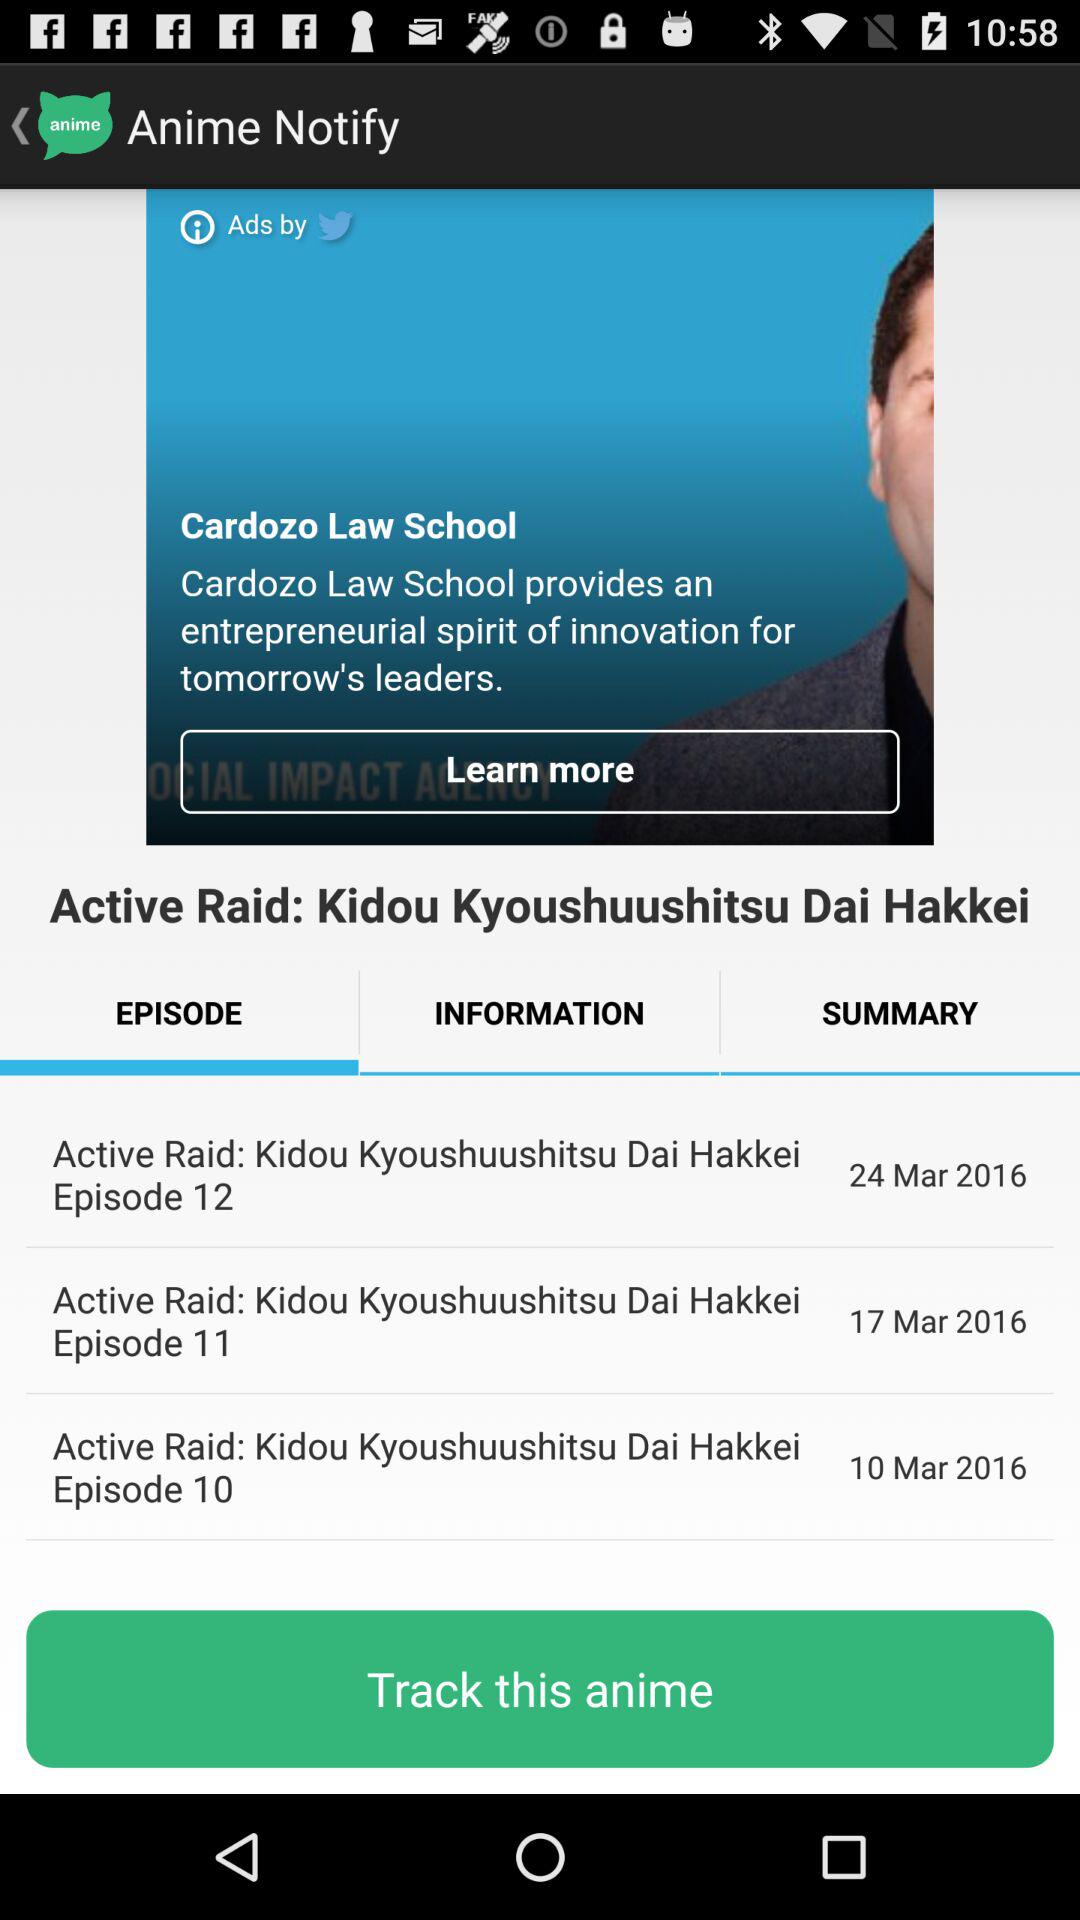 FAKE
10:58
anime
Anime Notify
Ads by
Cardozo Law School
Cardozo Law School provides an
entrepreneurial spirit of innovation for
tomorrow's leaders.
OCIAL IMPACT AGENCY
Learn more
Active Raid: Kidou Kyoushuushitsu Dai Hakkei
EPISODE
INFORMATION
SUMMARY
Active Raid: Kidou Kyoushuushitsu Dai Hakkei
Episode 12
24 Mar 2016
Active Raid: Kidou Kyoushuushitsu Dai Hakkei
Episode 11
17 Mar 2016
Active Raid: Kidou Kyoushuushitsu Dai Hakkei
Episode 10
10 Mar 2016
Track this anime